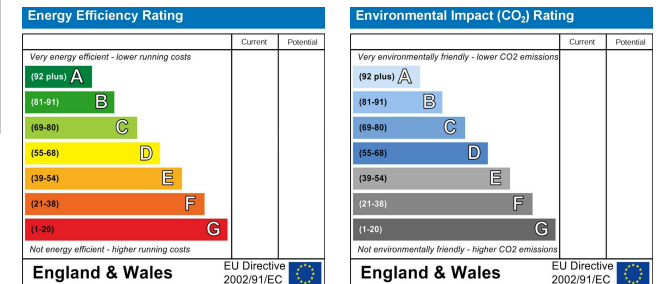 Energy Efficiency Rating
Current Potential
Very energy efficient - lower running costs
(92 plus) A
(81-91) B
(69-80) C
(55-68) D
(39-54) E
(21-38) F
(1-20) G
Not energy efficient - higher running costs
England & Wales
EU Directive
2002/91/EC
Environmental Impact (CO₂) Rating
Current Potential
Very environmentally friendly - lower CO2 emissions
(92 plus) A
(81-91) B
(69-80) C
(55-68) D
(39-54) E
(21-38) F
(1-20) G
Not environmentally friendly - higher CO2 emissions
England & Wales
EU Directive
2002/91/EC